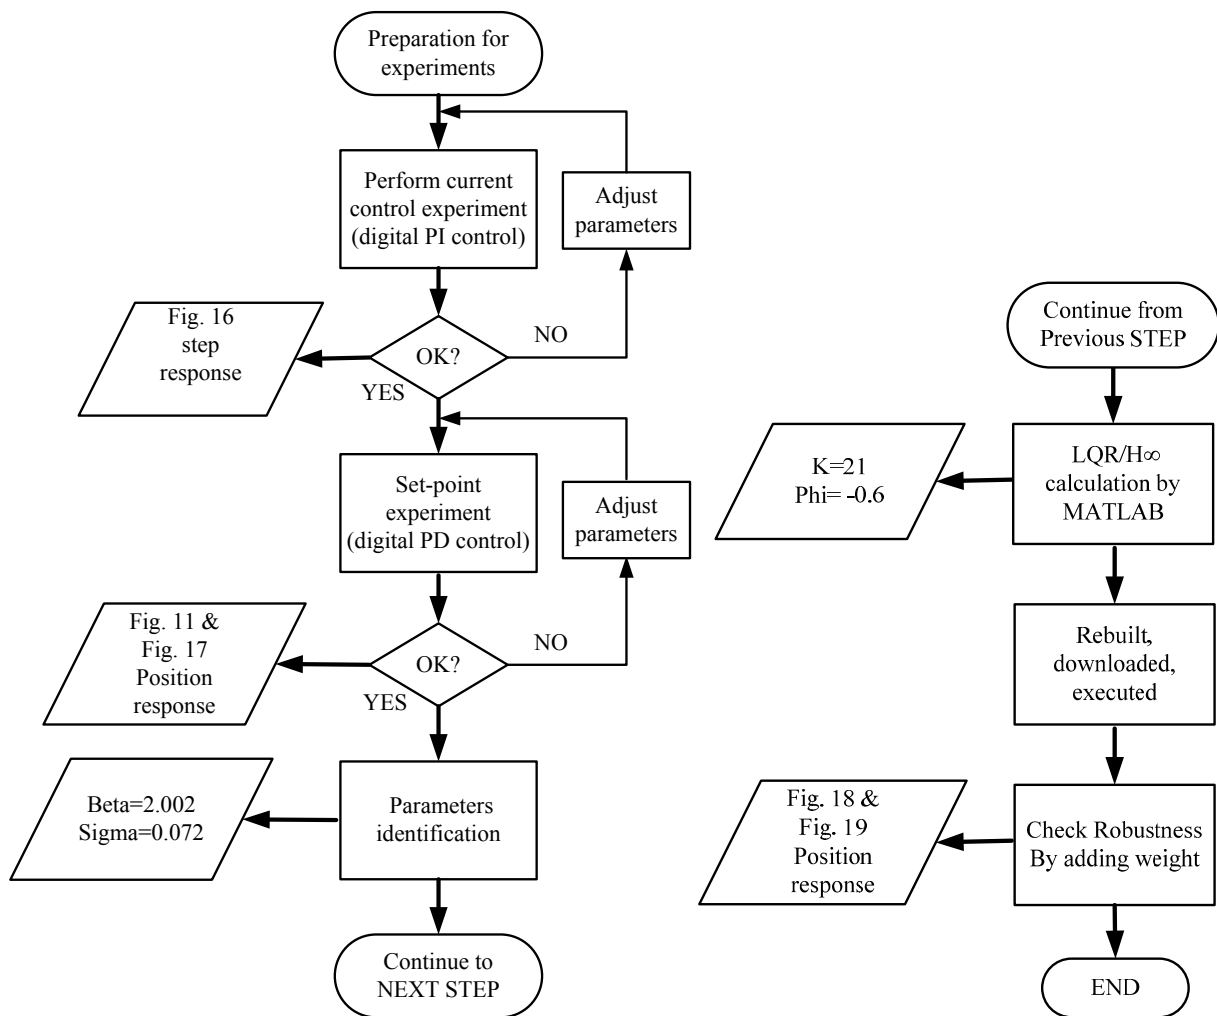 Preparation for
experiments
Perform current
control experiment
(digital PI control)
Adjust
parameters
Fig. 16
step
response
OK?
NO
YES
Set-point
experiment
(digital PD control)
Adjust
parameters
Fig. 11 &
Fig. 17
Position
response
OK?
NO
YES
Beta=2.002
Sigma=0.072
Parameters
identification
Continue to
NEXT STEP
Continue from
Previous STEP
K=21
Phi= -0.6
LQR/H∞
calculation by
MATLAB
Rebuilt,
downloaded,
executed
Fig. 18 &
Fig. 19
Position
response
Check Robustness
By adding weight
END